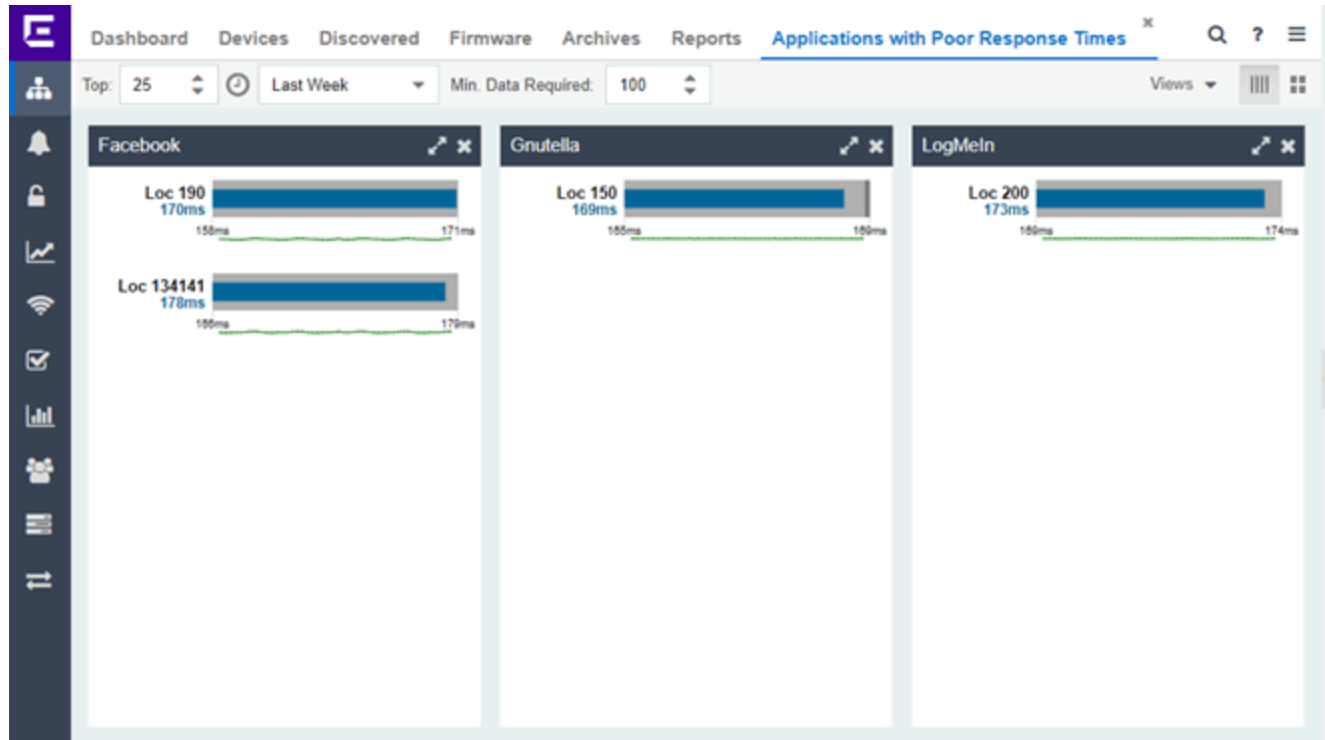 Dashboard Devices Discovered Firmware Archives Reports Applications with Poor Response Times
Top: 25 Last Week Min. Data Required: 100 Views
Facebook
Loc 190
170ms
158ms 171ms
Loc 134141
178ms
166ms 179ms
Gnutella
Loc 150
169ms
165ms 169ms
LogMeIn
Loc 200
173ms
169ms 174ms